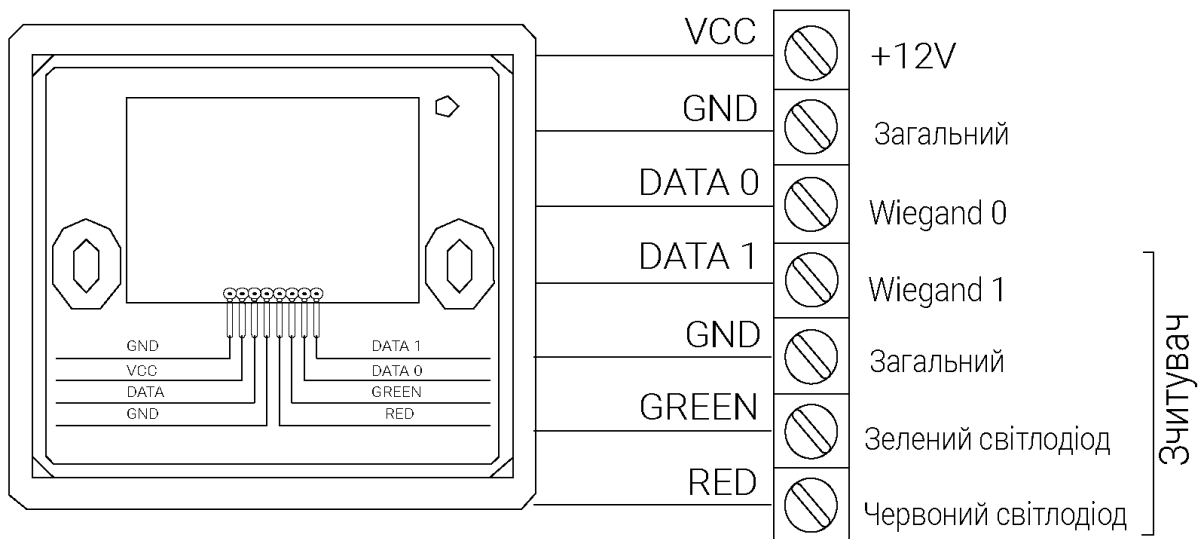 VCC +12V
GND Загальний
DATA 0 Wiegand 0
DATA 1 Wiegand 1
GND Загальний
GREEN Зелений світлодіод
RED Червоний світлодіод
Зчитувач
GND DATA 1
VCC DATA 0
DATA GREEN
GND RED